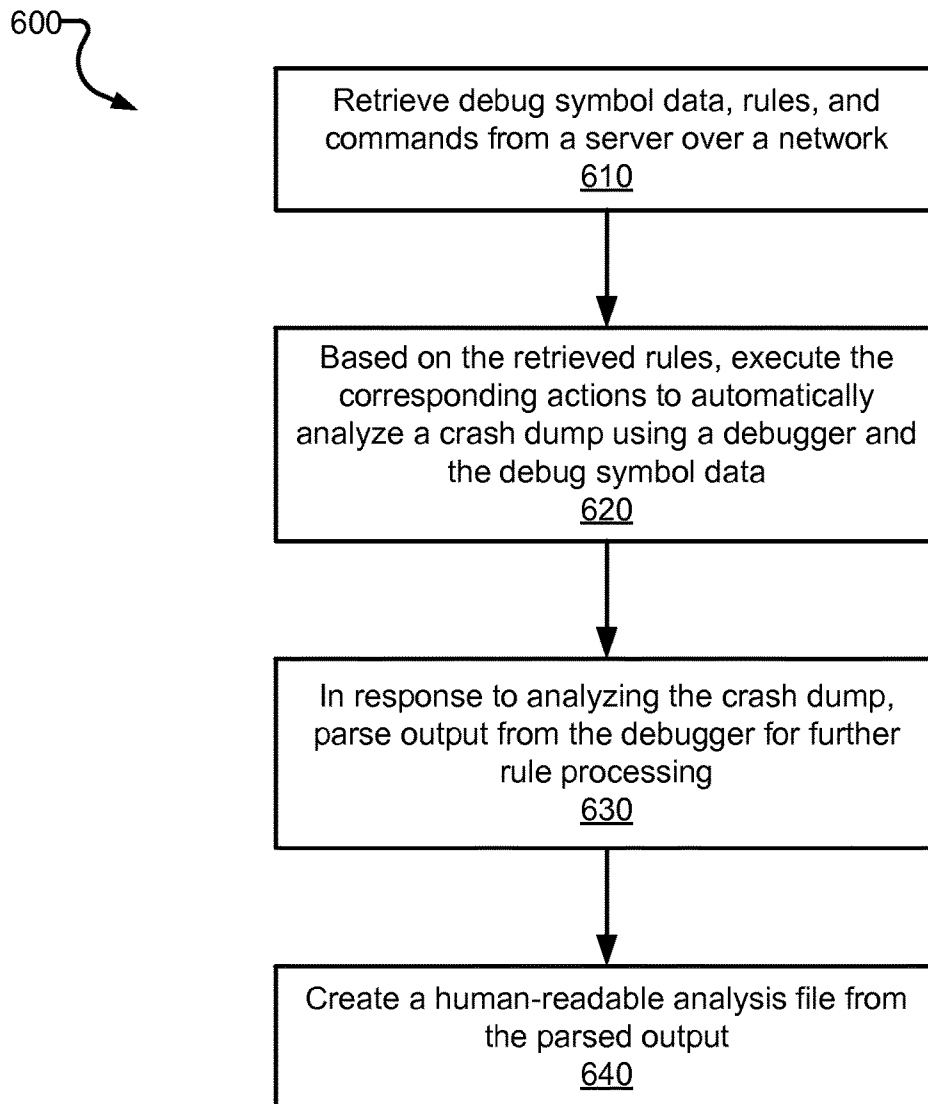 600
Retrieve debug symbol data, rules, and
commands from a server over a network
610
Based on the retrieved rules, execute the
corresponding actions to automatically
analyze a crash dump using a debugger and
the debug symbol data
620
In response to analyzing the crash dump,
parse output from the debugger for further
rule processing
630
Create a human-readable analysis file from
the parsed output
640